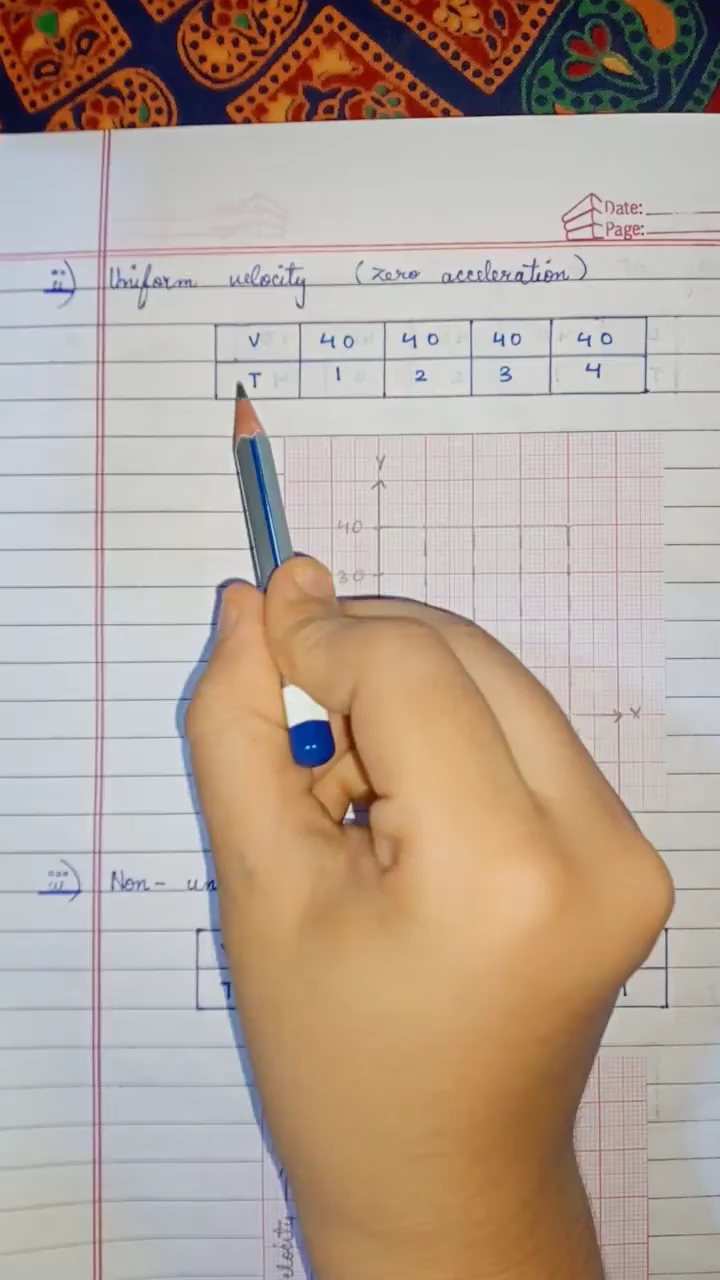 Date:
Page:
ii) Uniform velocity (zero acceleration)
V 40 40 40 40
T 1 2 3 4
Y
40
30
X
iii) Non-
T